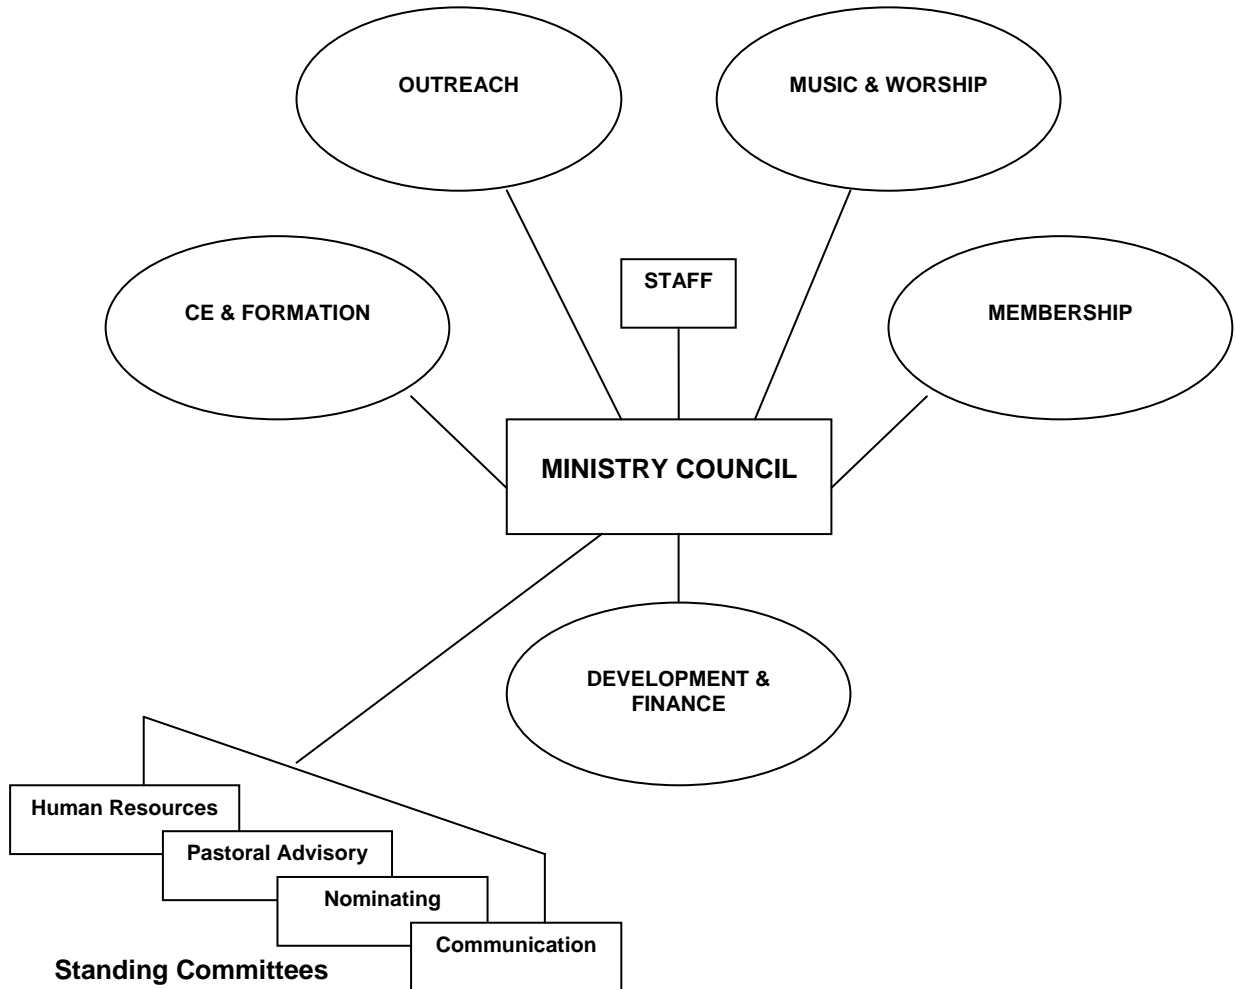 OUTREACH
MUSIC & WORSHIP
STAFF
CE & FORMATION
MEMBERSHIP
MINISTRY COUNCIL
DEVELOPMENT &
FINANCE
Human Resources
Pastoral Advisory
Nominating
Communication
Standing Committees